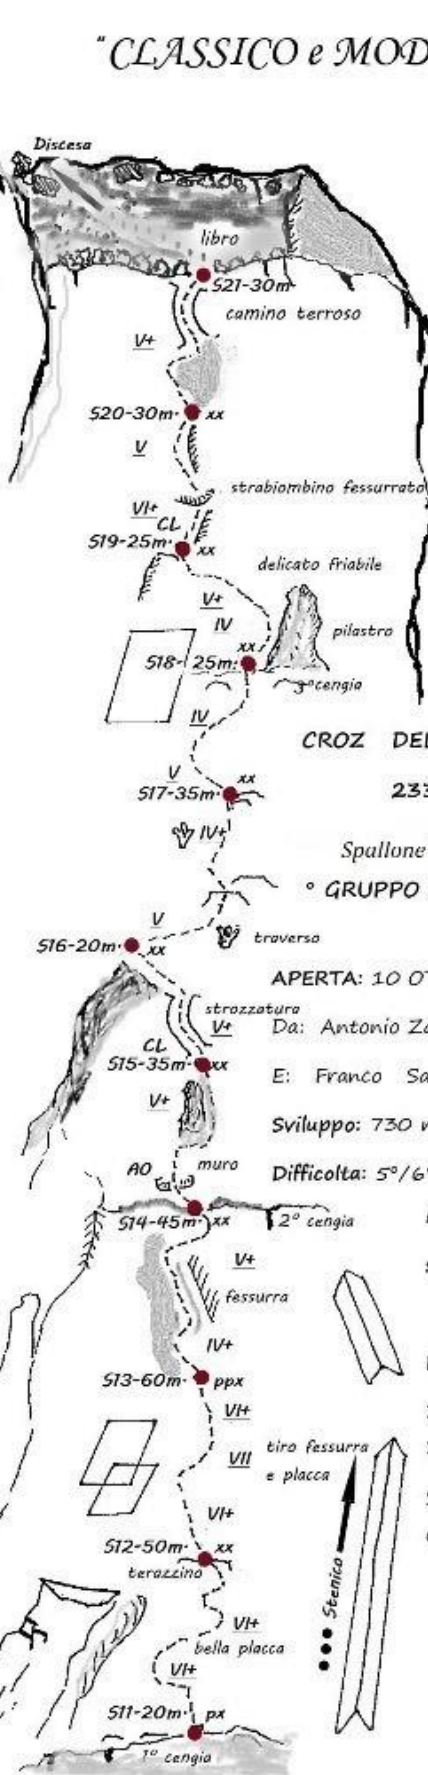 "CLASSICO e MOD
Discesa
libro
S21-30m
camino terroso
V+
S20-30m xx
V
strabiombino fessurrato
VI+
CL
S19-25m xx
delicato friabile
V+
IV
pilastro
xx
S18- 25m
3°cengia
IV
CROZ DEL
V
xx
S17-35m
233
IV+
Spallone
° GRUPPO
V
S16-20m xx
traverso
APERTA: 10 OT
strozzatura
V+
Da: Antonio Za
CL
S15-35m xx
E: Franco Sa
V+
Sviluppo: 730 m
AO
muro
Difficolta: 5°/6°
S14-45m xx
2° cengia
V+
fessurra
IV+
S13-60m ppx
VI+
VII
tiro fessurra
e placca
VI+
S12-50m xx
terazzino
Stenico
VI+
bella placca
VI+
S11-20m px
1° cengia